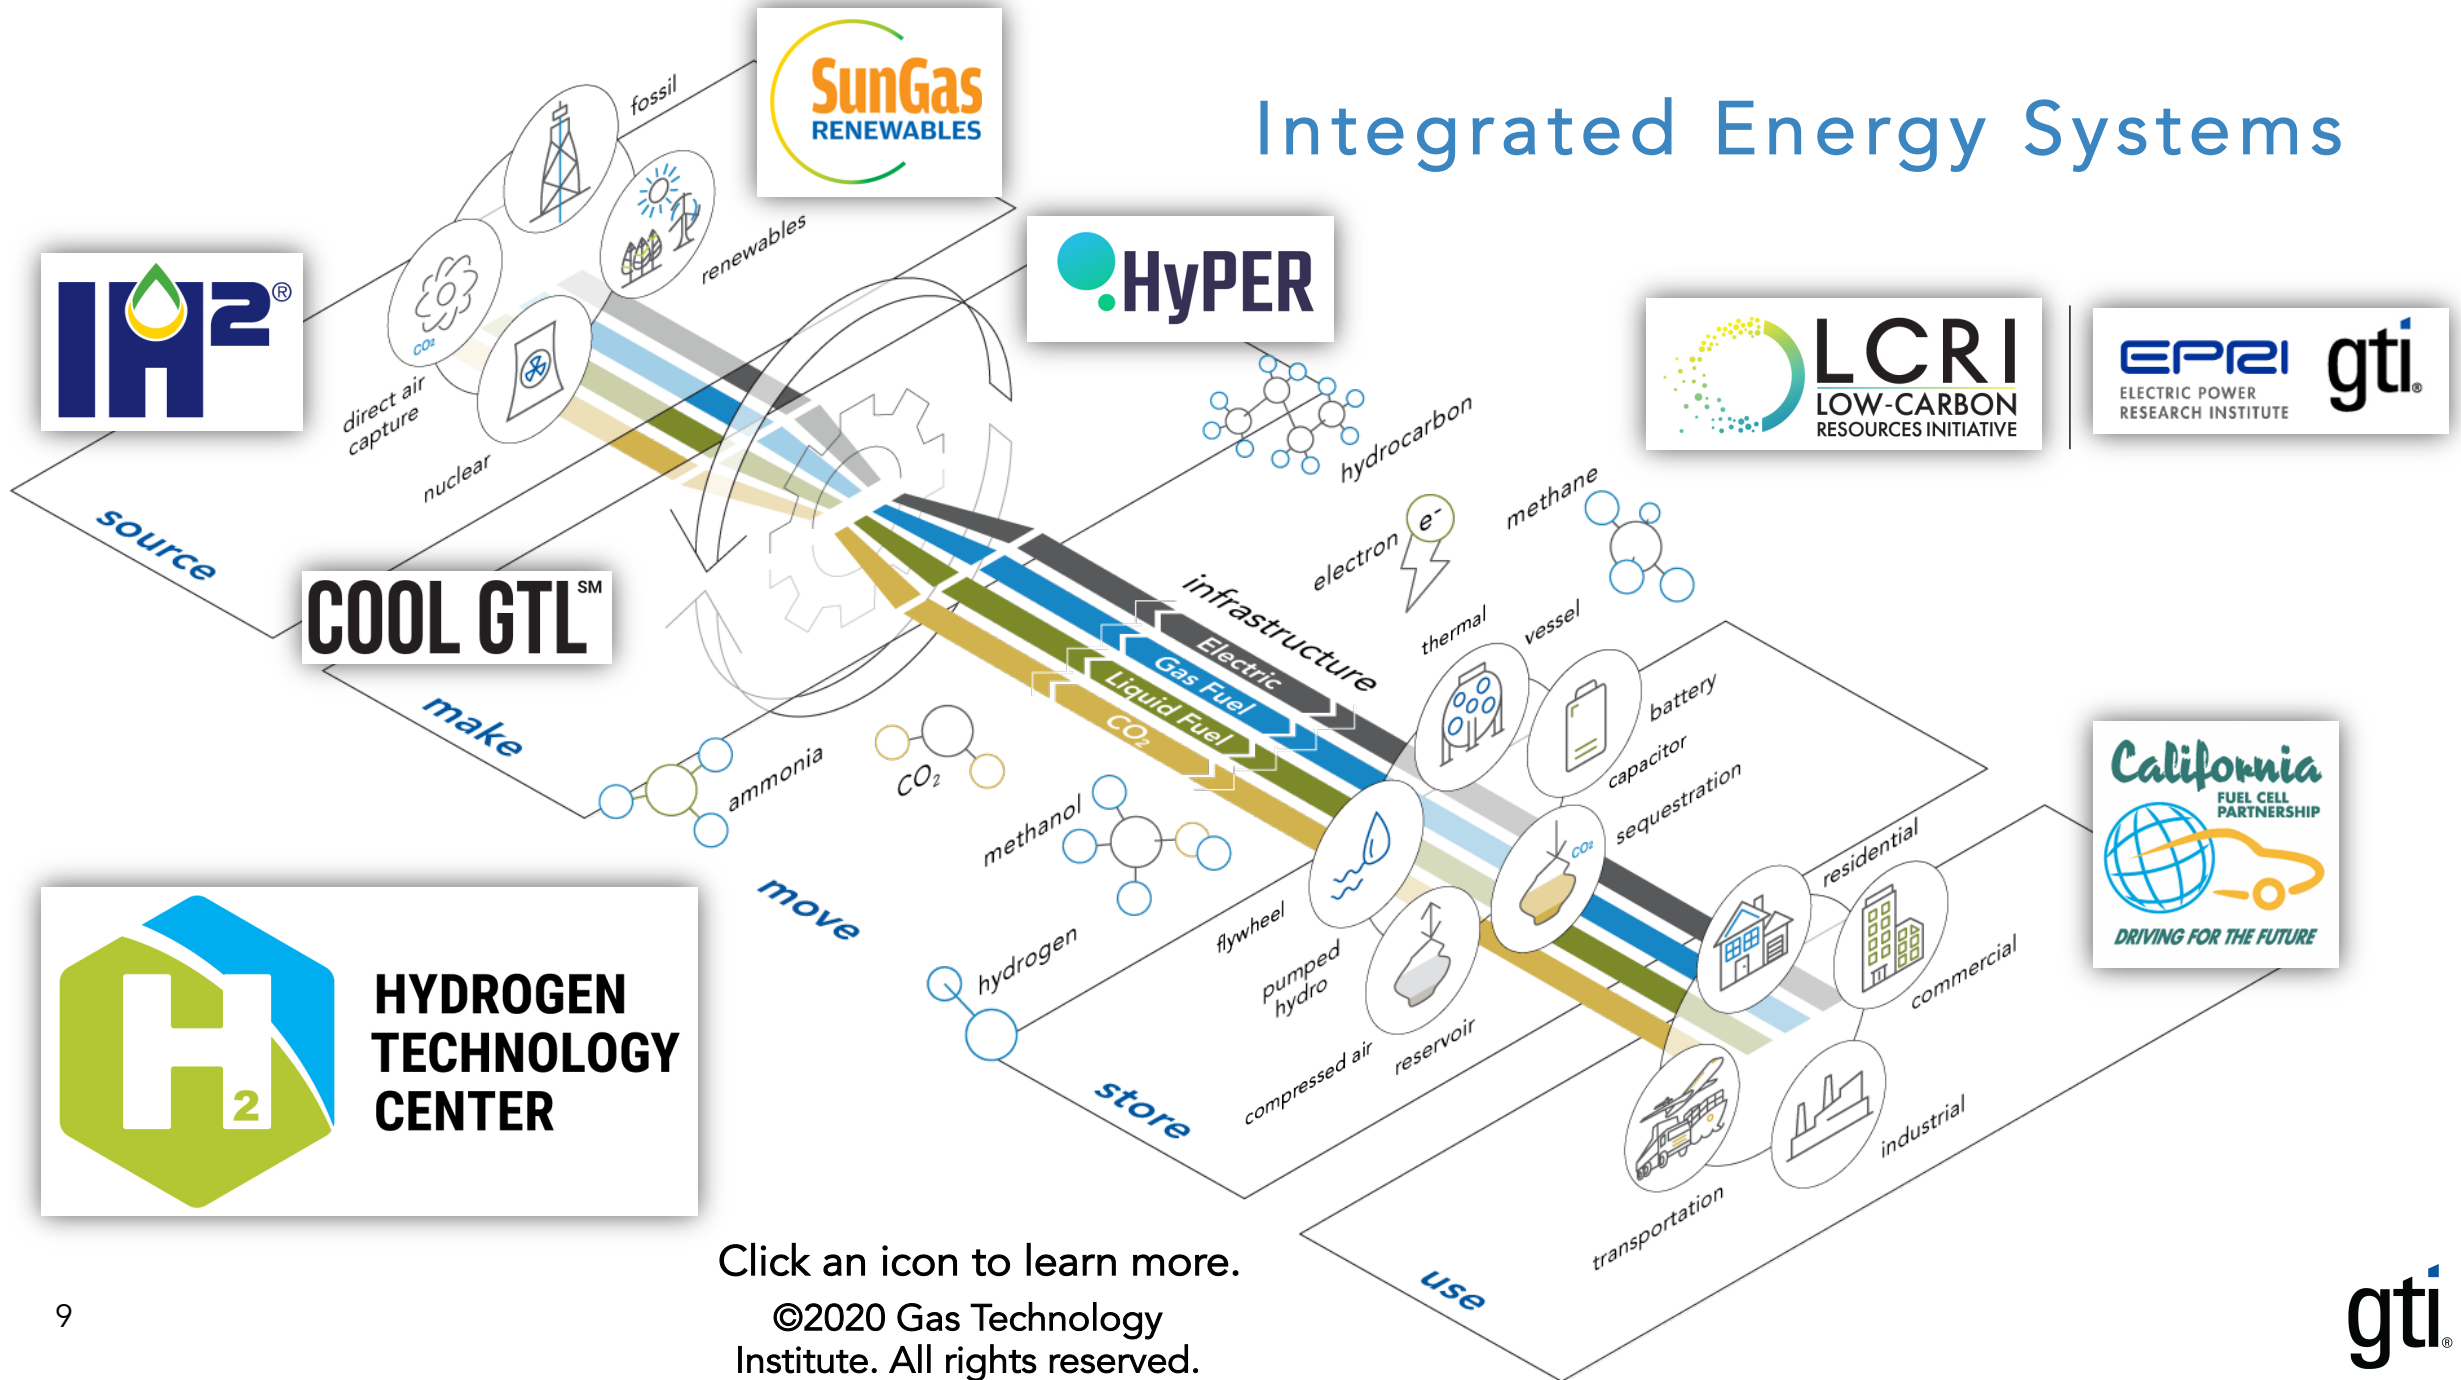 Integrated Energy Systems
SunGas
RENEWABLES
fossil
renewables
IH²®
CO₂
direct air
capture
nuclear
source
HyPER
LCRI
LOW-CARBON
RESOURCES INITIATIVE
EPRI
ELECTRIC POWER
RESEARCH INSTITUTE
gti®
hydrocarbon
electron
e-
methane
COOL GTL℠
make
infrastructure
Electric
Gas Fuel
Liquid Fuel
CO₂
ammonia
CO₂
methanol
hydrogen
move
thermal
vessel
battery
capacitor
sequestration
CO₂
flywheel
pumped
hydro
compressed air
reservoir
store
residential
commercial
industrial
transportation
use
California
FUEL CELL
PARTNERSHIP
DRIVING FOR THE FUTURE
H2
HYDROGEN
TECHNOLOGY
CENTER
Click an icon to learn more.
©2020 Gas Technology
Institute. All rights reserved.
9
gti®